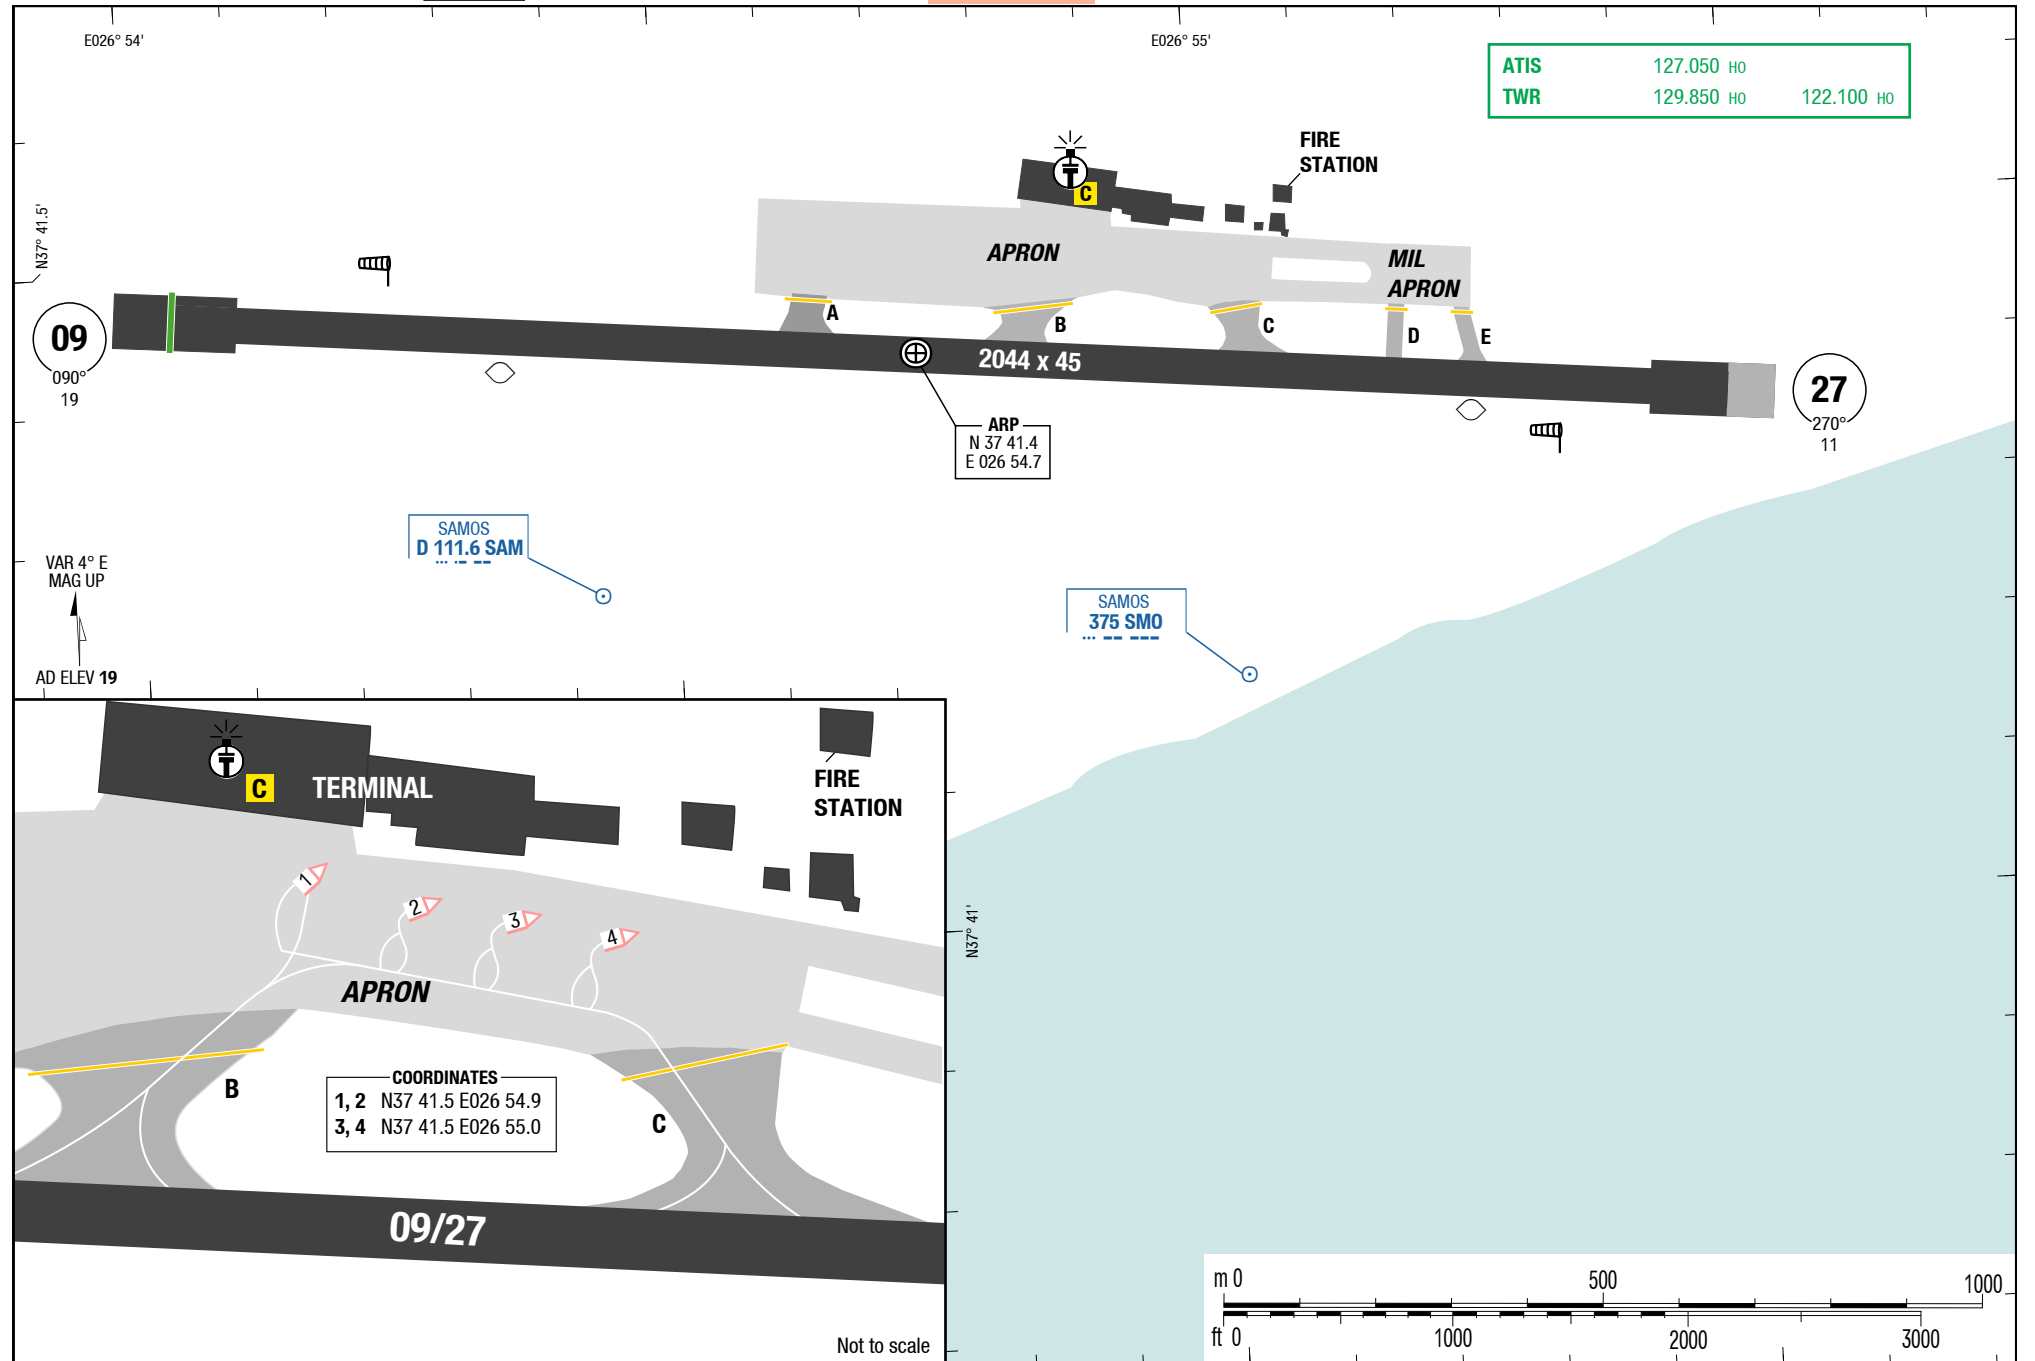 E026° 54'
E026° 55'
ATIS 127.050 HO
TWR 129.850 HO 122.100 HO
FIRE
STATION
C
N37° 41.5'
APRON
MIL
APRON
A
B
C
D
E
09
090°
19
2044 x 45
27
270°
11
ARP
N 37 41.4
E 026 54.7
SAMOS
D 111.6 SAM
SAMOS
375 SMO
VAR 4° E
MAG UP
AD ELEV 19
C
TERMINAL
FIRE
STATION
1
2
3
4
N37° 41'
APRON
B
COORDINATES
1, 2 N37 41.5 E026 54.9
3, 4 N37 41.5 E026 55.0
C
09/27
Not to scale
m 0 500 1000
ft 0 1000 2000 3000